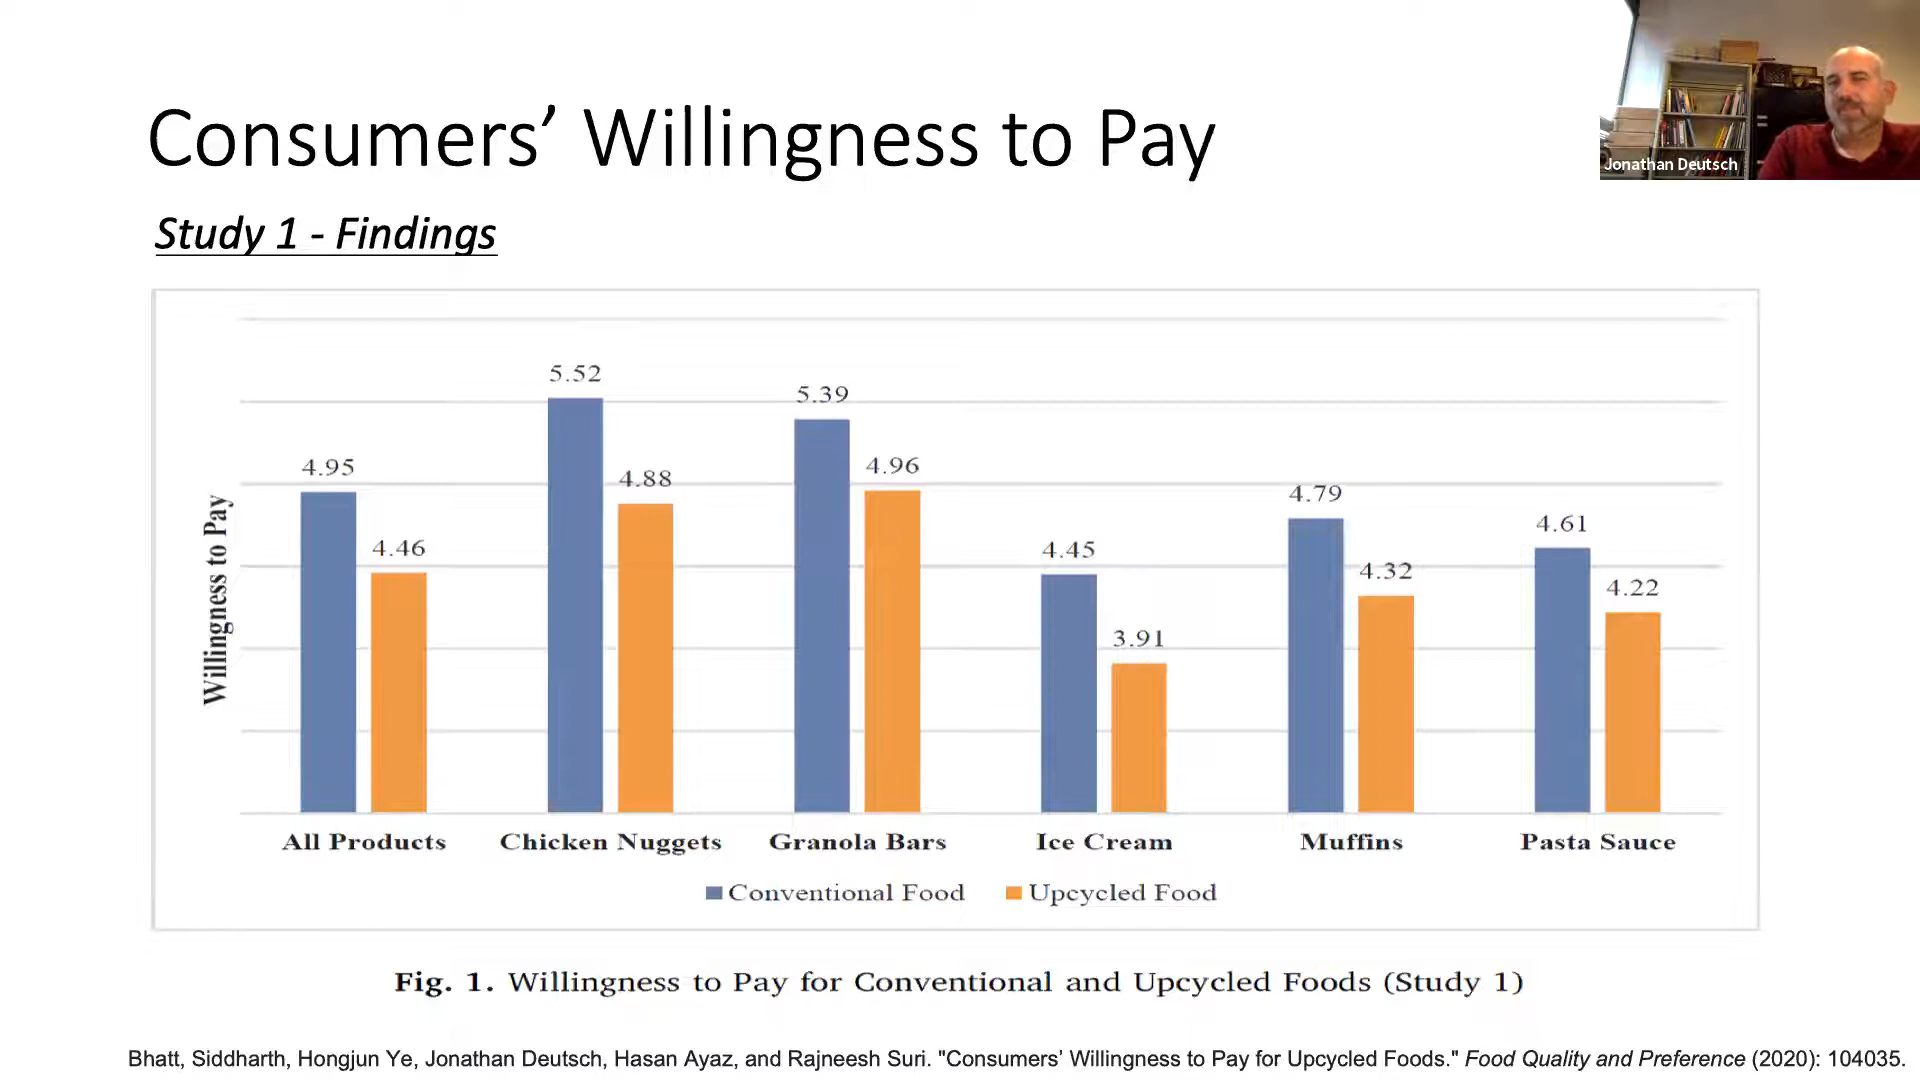 Consumers’ Willingness to Pay
Jonathan Deutsch
Study 1 - Findings
Willingness to Pay
4.95
4.46
5.52
4.88
5.39
4.96
4.45
3.91
4.79
4.32
4.61
4.22
All Products
Chicken Nuggets
Granola Bars
Ice Cream
Muffins
Pasta Sauce
Conventional Food
Upcycled Food
Fig. 1. Willingness to Pay for Conventional and Upcycled Foods (Study 1)
Bhatt, Siddharth, Hongjun Ye, Jonathan Deutsch, Hasan Ayaz, and Rajneesh Suri. "Consumers’ Willingness to Pay for Upcycled Foods." Food Quality and Preference (2020): 104035.